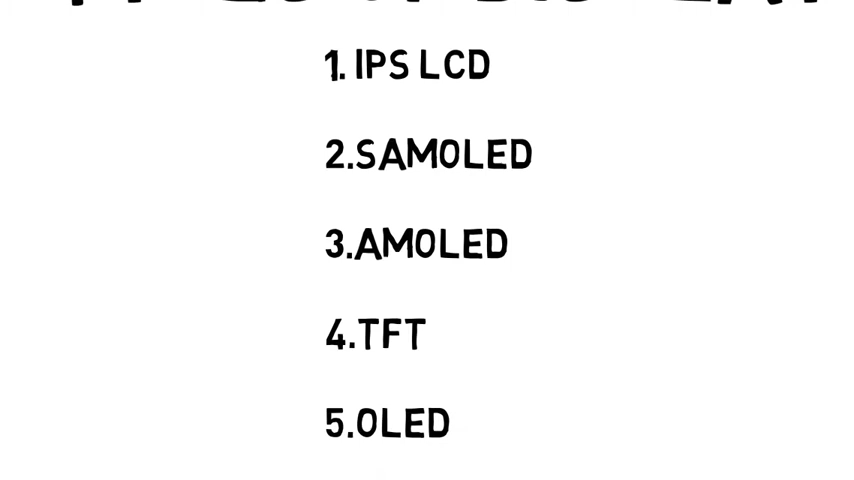 1. IPS LCD
2.SAMOLED
3.AMOLED
4.TFT
5.OLED